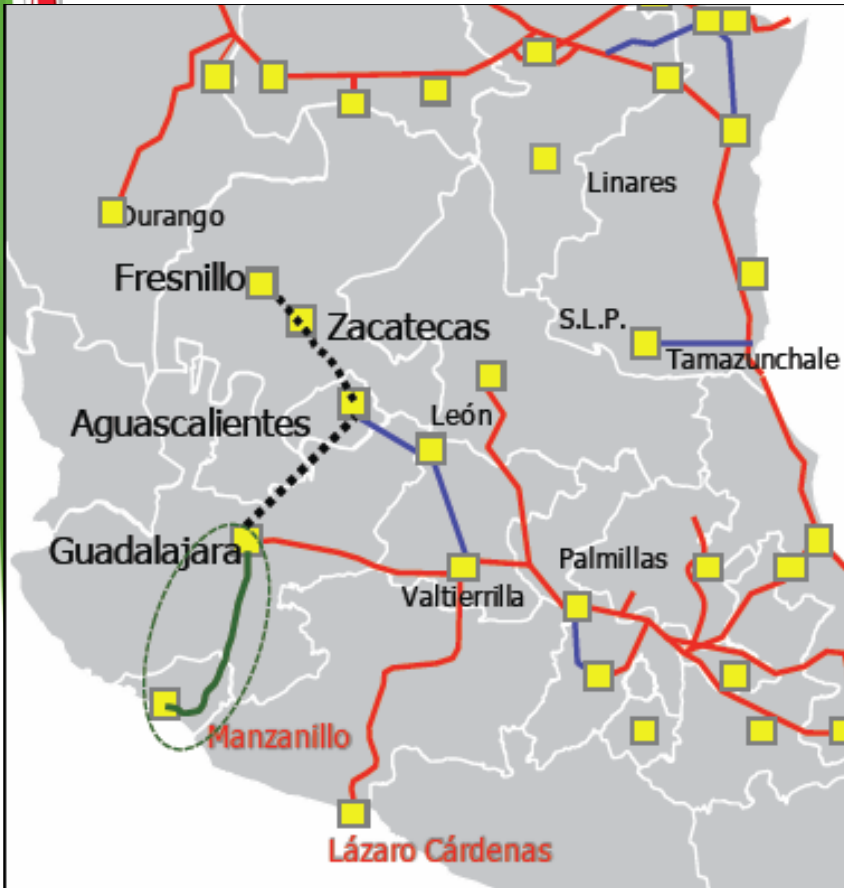 Linares
Durango
Fresnillo
Zacatecas
S.L.P.
Tamazunchale
León
Aguascalientes
Guadalajara
Palmillas
Valtierrilla
Manzanillo
Lázaro Cárdenas